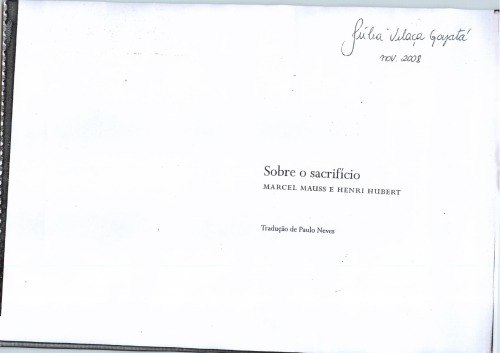 Júlia Vilaça Goyatá
nov. 2008
Sobre o sacrifício
MARCEL MAUSS E HENRI HUBERT
Tradução de Paulo Neves